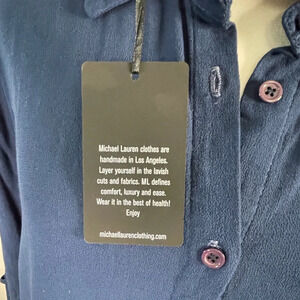 Michael Lauren clothes are
handmade in Los Angeles.
Layer yourself in the lavish
cuts and fabrics. ML defines
comfort, luxury and ease.
Wear it in the best of health!
Enjoy
michaellaurenclothing.com